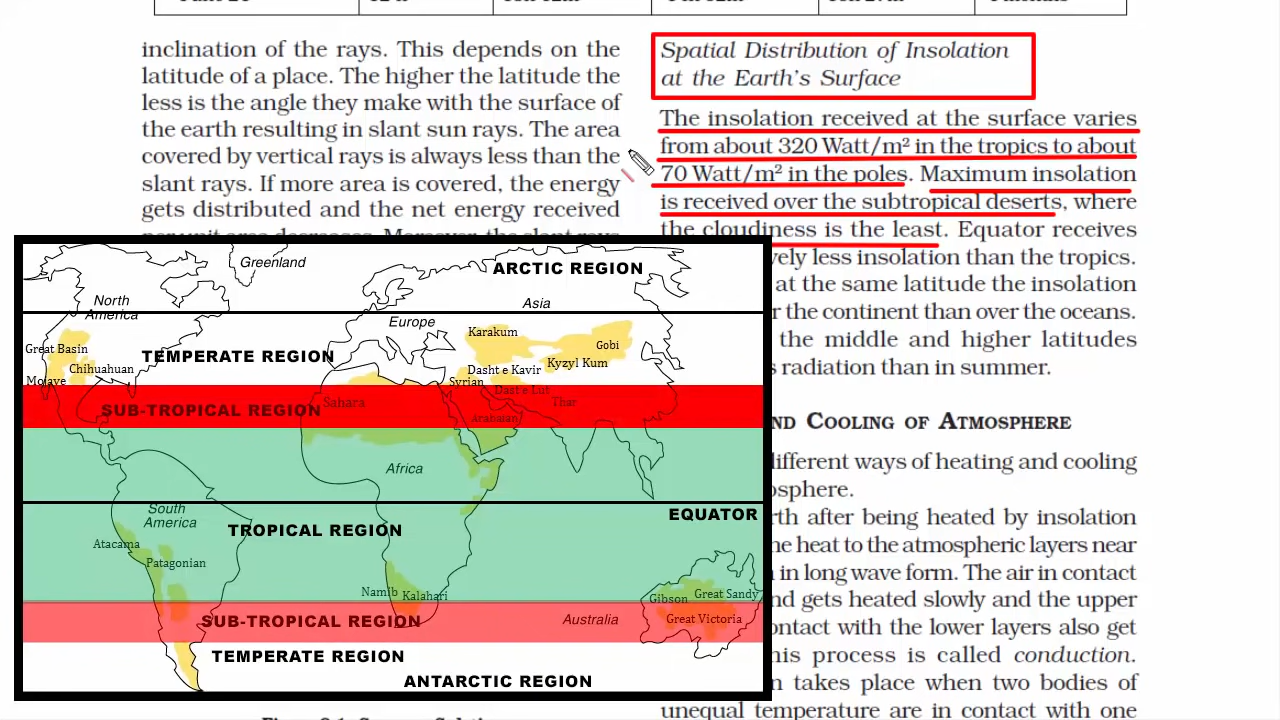 inclination of the rays. This depends on the
latitude of a place. The higher the latitude the
less is the angle they make with the surface of
the earth resulting in slant sun rays. The area
covered by vertical rays is always less than the
slant rays. If more area is covered, the energy
gets distributed and the net energy received
Spatial Distribution of Insolation
at the Earth's Surface
The insolation received at the surface varies
from about 320 Watt/m² in the tropics to about
70 Watt/m² in the poles. Maximum insolation
is received over the subtropical deserts, where
the cloudiness is the least. Equator receives
vely less insolation than the tropics.
at the same latitude the insolation
r the continent than over the oceans.
the middle and higher latitudes
s radiation than in summer.
ND COOLING OF ATMOSPHERE
ifferent ways of heating and cooling
osphere.
rth after being heated by insolation
he heat to the atmospheric layers near
in long wave form. The air in contact
nd gets heated slowly and the upper
ontact with the lower layers also get
his process is called conduction.
n takes place when two bodies of
unequal temperature are in contact with one
Greenland
ARCTIC REGION
North
America
Asia
Europe
Karakum
Gobi
Great Basin
TEMPERATE REGION
Kyzyl Kum
Chihuahuan
Dasht e Kavir
Mojave
Syrian
Dast e Lut
SUB-TROPICAL REGION
Sahara
Thar
Arabaian
Africa
South
America
EQUATOR
TROPICAL REGION
Atacama
Patagonian
Namib
Kalahari
Gibson
Great Sandy
SUB-TROPICAL REGION
Australia
Great Victoria
TEMPERATE REGION
ANTARCTIC REGION